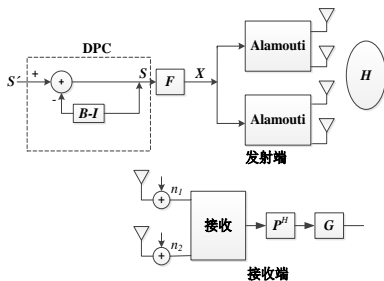 DPC
S´
+
+
-
B-I
S
F
X
Alamouti
Alamouti
H
发射端
n1
+
n2
+
接收
P^H
G
接收端